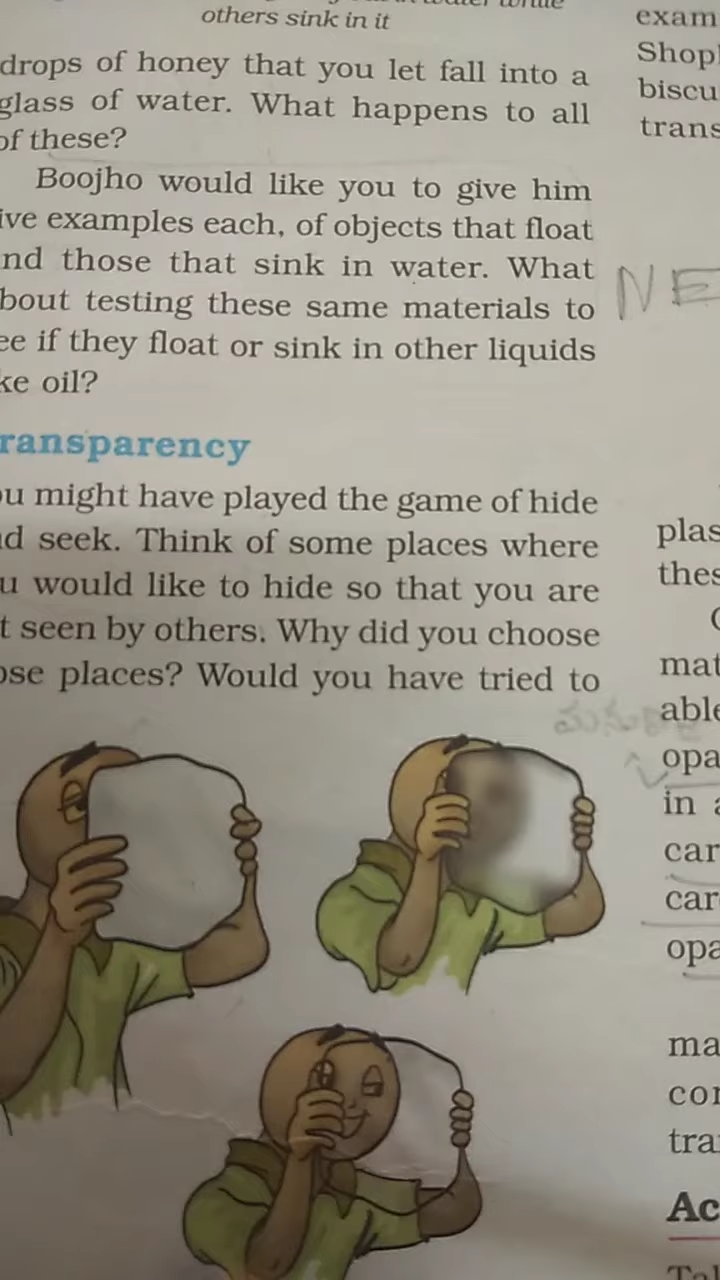 others sink in it
drops of honey that you let fall into a
glass of water. What happens to all
of these?
Boojho would like you to give him
ive examples each, of objects that float
nd those that sink in water. What
bout testing these same materials to
ee if they float or sink in other liquids
ke oil?
ransparency
ou might have played the game of hide
nd seek. Think of some places where
u would like to hide so that you are
t seen by others. Why did you choose
ose places? Would you have tried to
exam
Shop
biscu
trans
NE
plas
thes
mat
able
opa
in a
car
car
opa
ma
con
tra
Ac